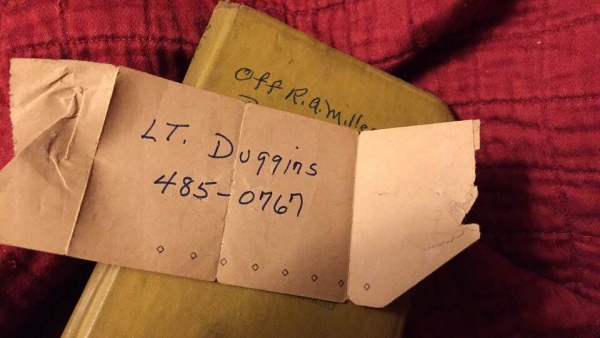 Off R.A. Miller
LT. Duggins
485-0767